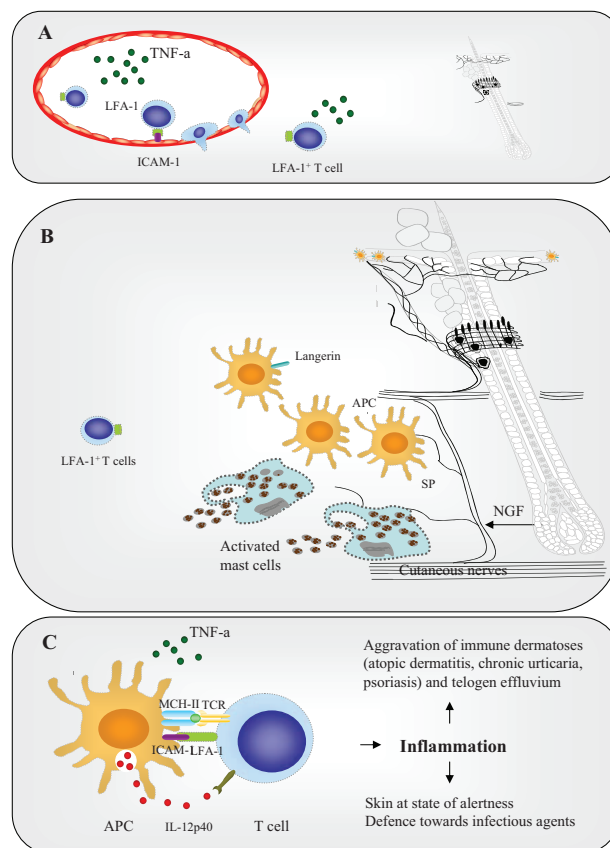 A
TNF-a
LFA-1
ICAM-1
LFA-1+ T cell
B
Langerin
APC
LFA-1+ T cells
SP
NGF
Activated
mast cells
Cutaneous nerves
C
TNF-a
MCH-II TCR
ICAM-1 LFA-1
APC
IL-12p40
T cell
Aggravation of immune dermatoses
(atopic dermatitis, chronic urticaria,
psoriasis) and telogen effluvium
Inflammation
Skin at state of alertness
Defence towards infectious agents